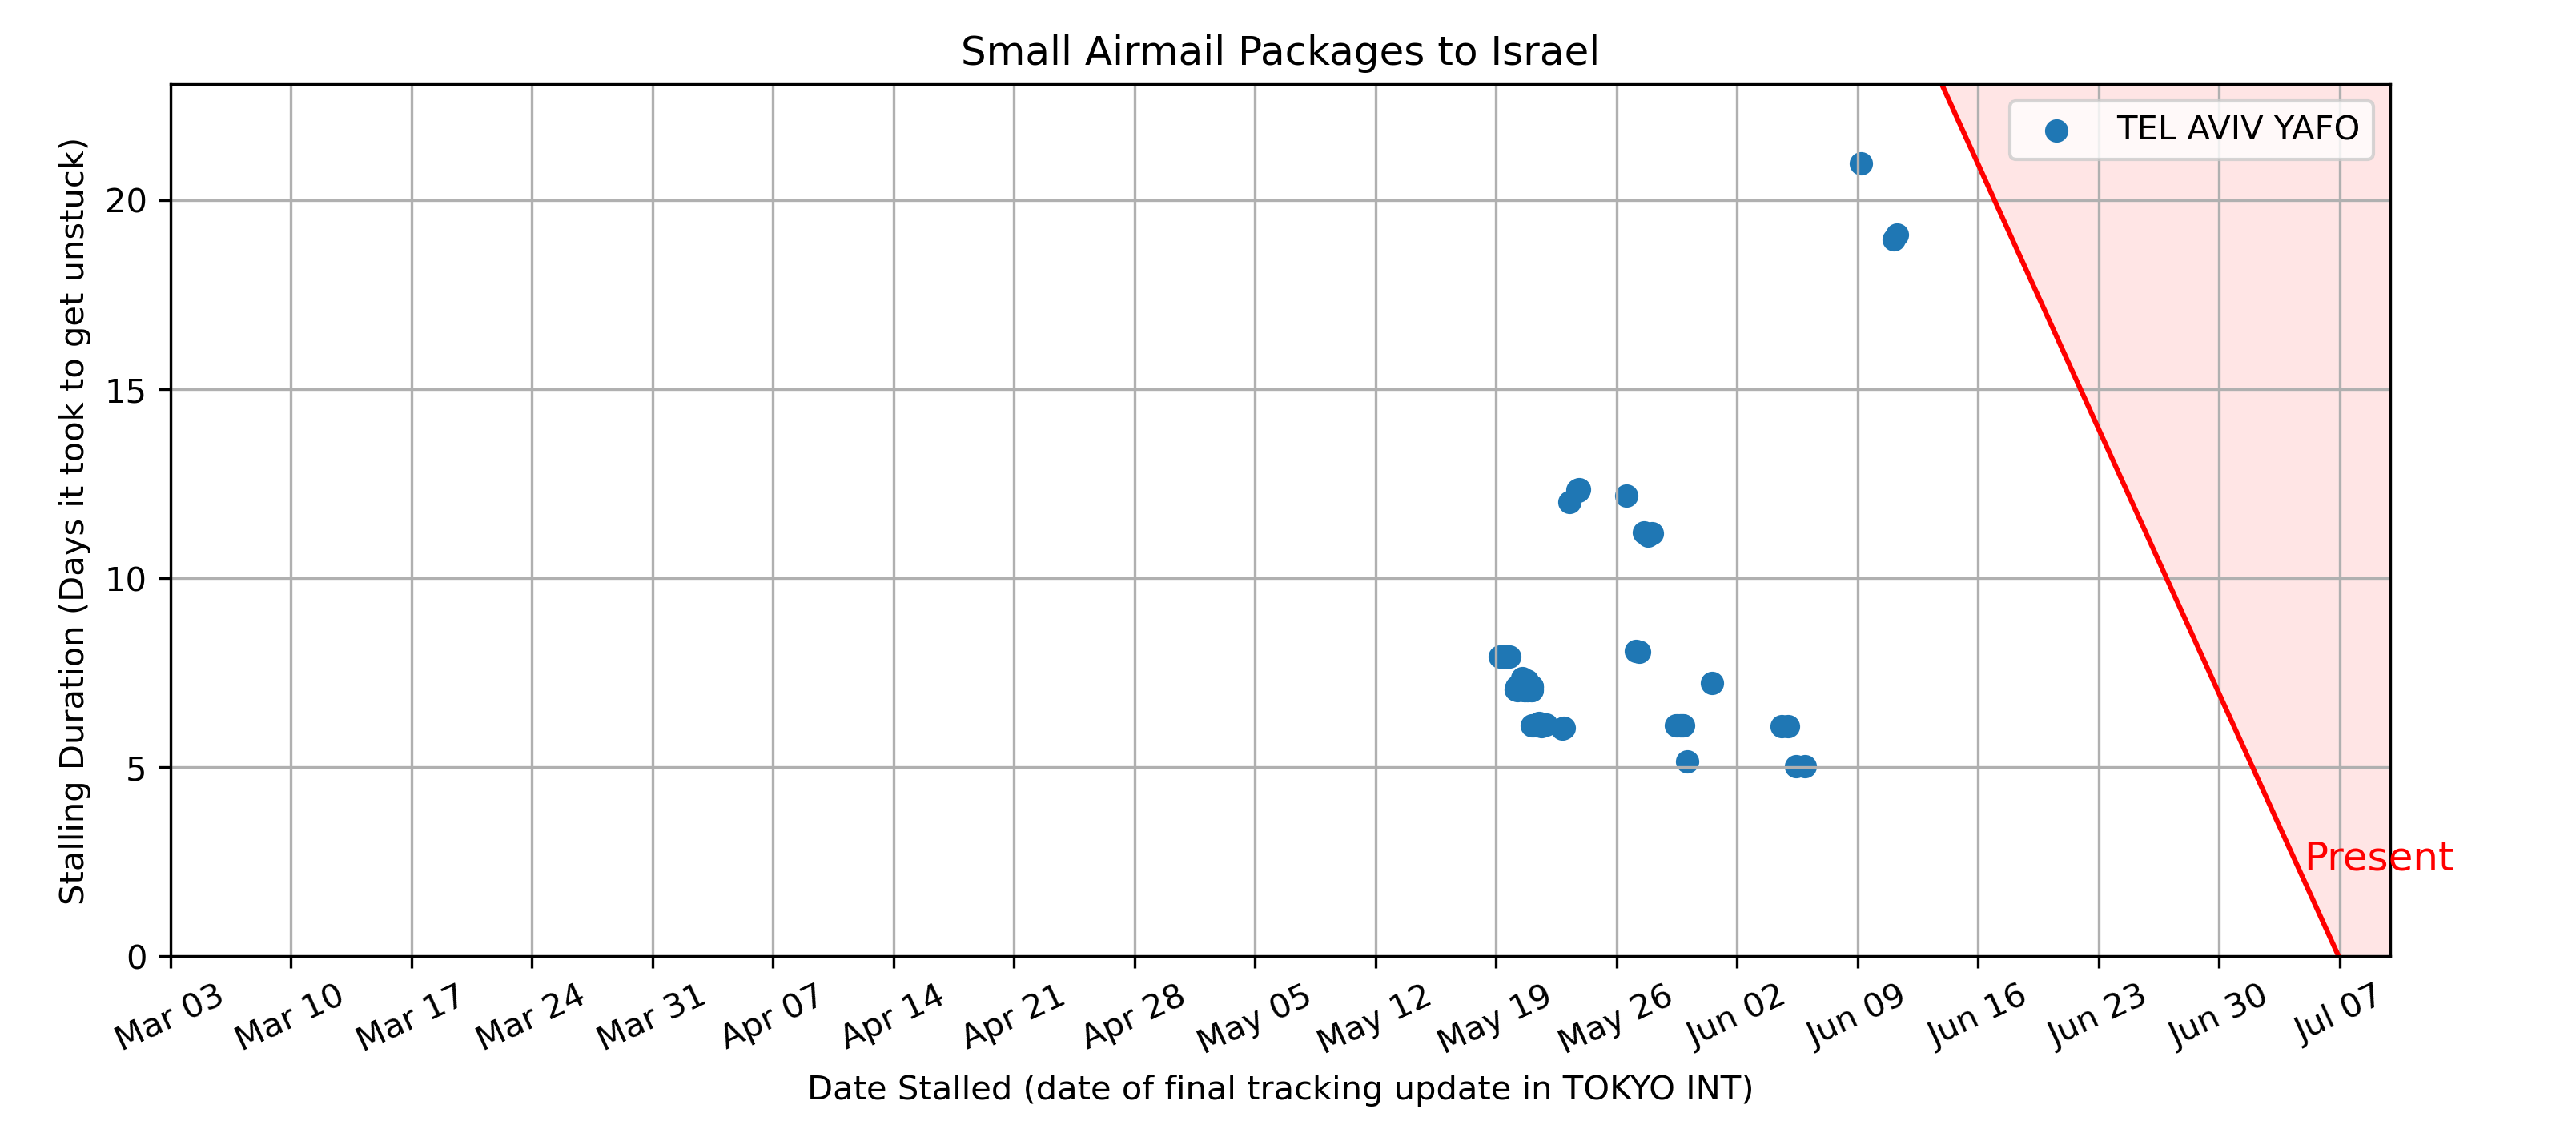 Small Airmail Packages to Israel
TEL AVIV YAFO
Stalling Duration (Days it took to get unstuck)
20
15
10
5
0
Present
Mar 03
Mar 10
Mar 17
Mar 24
Mar 31
Apr 07
Apr 14
Apr 21
Apr 28
May 05
May 12
May 19
May 26
Jun 02
Jun 09
Jun 16
Jun 23
Jun 30
Jul 07
Date Stalled (date of final tracking update in TOKYO INT)